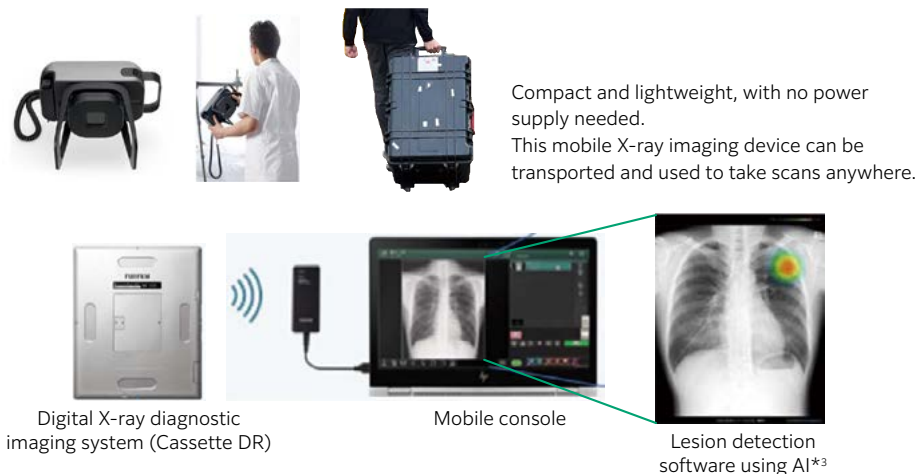 Compact and lightweight, with no power
supply needed.
This mobile X-ray imaging device can be
transported and used to take scans anywhere.
FUJIFILM
Digital X-ray diagnostic
imaging system (Cassette DR)
Mobile console
Lesion detection
software using AI*3